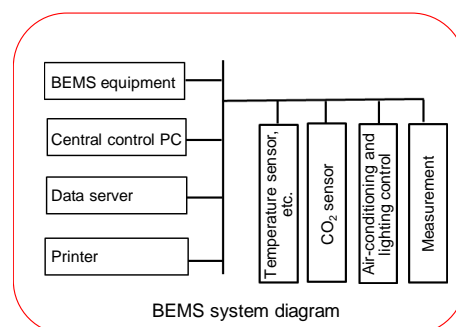 BEMS equipment
Central control PC
Data server
Printer
Temperature sensor,
etc.
CO₂ sensor
Air-conditioning and
lighting control
Measurement
BEMS system diagram